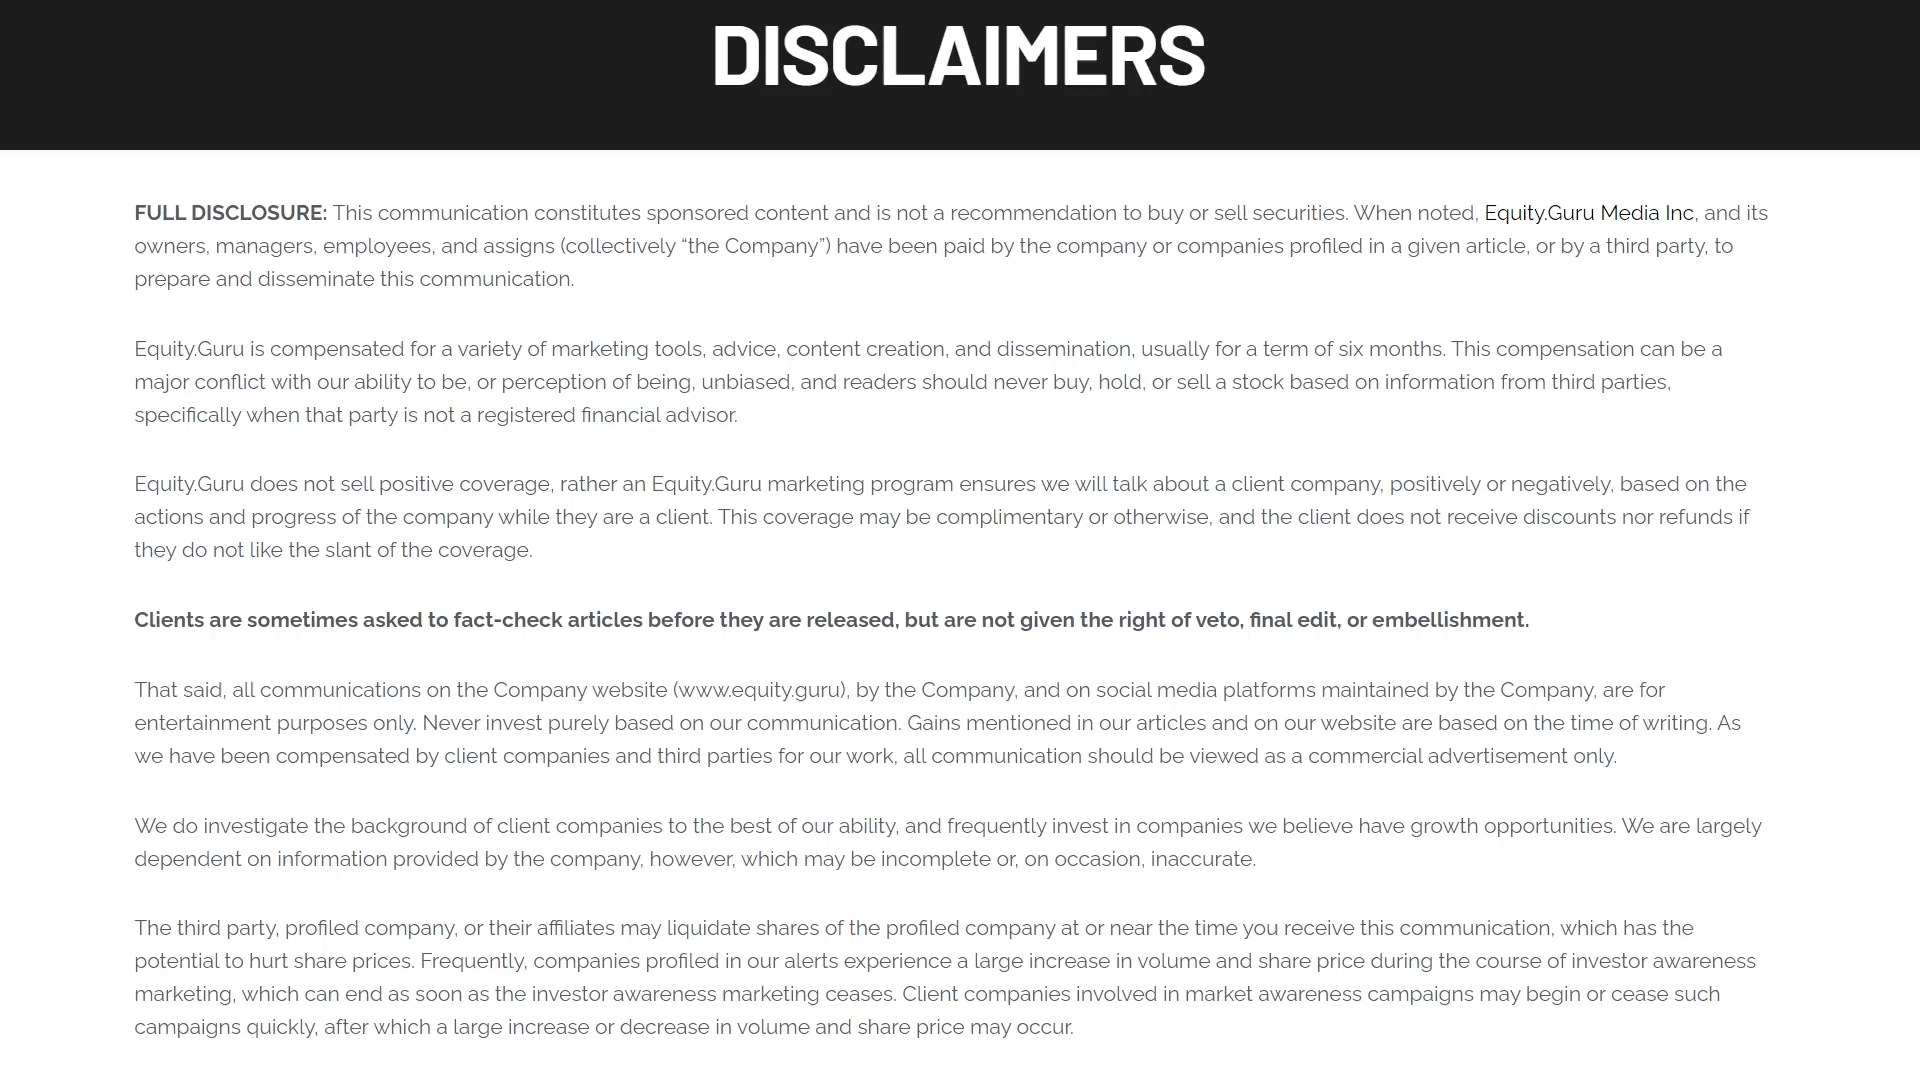 DISCLAIMERS
FULL DISCLOSURE: This communication constitutes sponsored content and is not a recommendation to buy or sell securities. When noted, Equity.Guru Media Inc, and its
owners, managers, employees, and assigns (collectively “the Company”) have been paid by the company or companies profiled in a given article, or by a third party, to
prepare and disseminate this communication.
Equity.Guru is compensated for a variety of marketing tools, advice, content creation, and dissemination, usually for a term of six months. This compensation can be a
major conflict with our ability to be, or perception of being, unbiased, and readers should never buy, hold, or sell a stock based on information from third parties,
specifically when that party is not a registered financial advisor.
Equity.Guru does not sell positive coverage, rather an Equity.Guru marketing program ensures we will talk about a client company, positively or negatively, based on the
actions and progress of the company while they are a client. This coverage may be complimentary or otherwise, and the client does not receive discounts nor refunds if
they do not like the slant of the coverage.
Clients are sometimes asked to fact-check articles before they are released, but are not given the right of veto, final edit, or embellishment.
That said, all communications on the Company website (www.equity.guru), by the Company, and on social media platforms maintained by the Company, are for
entertainment purposes only. Never invest purely based on our communication. Gains mentioned in our articles and on our website are based on the time of writing. As
we have been compensated by client companies and third parties for our work, all communication should be viewed as a commercial advertisement only.
We do investigate the background of client companies to the best of our ability, and frequently invest in companies we believe have growth opportunities. We are largely
dependent on information provided by the company, however, which may be incomplete or, on occasion, inaccurate.
The third party, profiled company, or their affiliates may liquidate shares of the profiled company at or near the time you receive this communication, which has the
potential to hurt share prices. Frequently, companies profiled in our alerts experience a large increase in volume and share price during the course of investor awareness
marketing, which can end as soon as the investor awareness marketing ceases. Client companies involved in market awareness campaigns may begin or cease such
campaigns quickly, after which a large increase or decrease in volume and share price may occur.